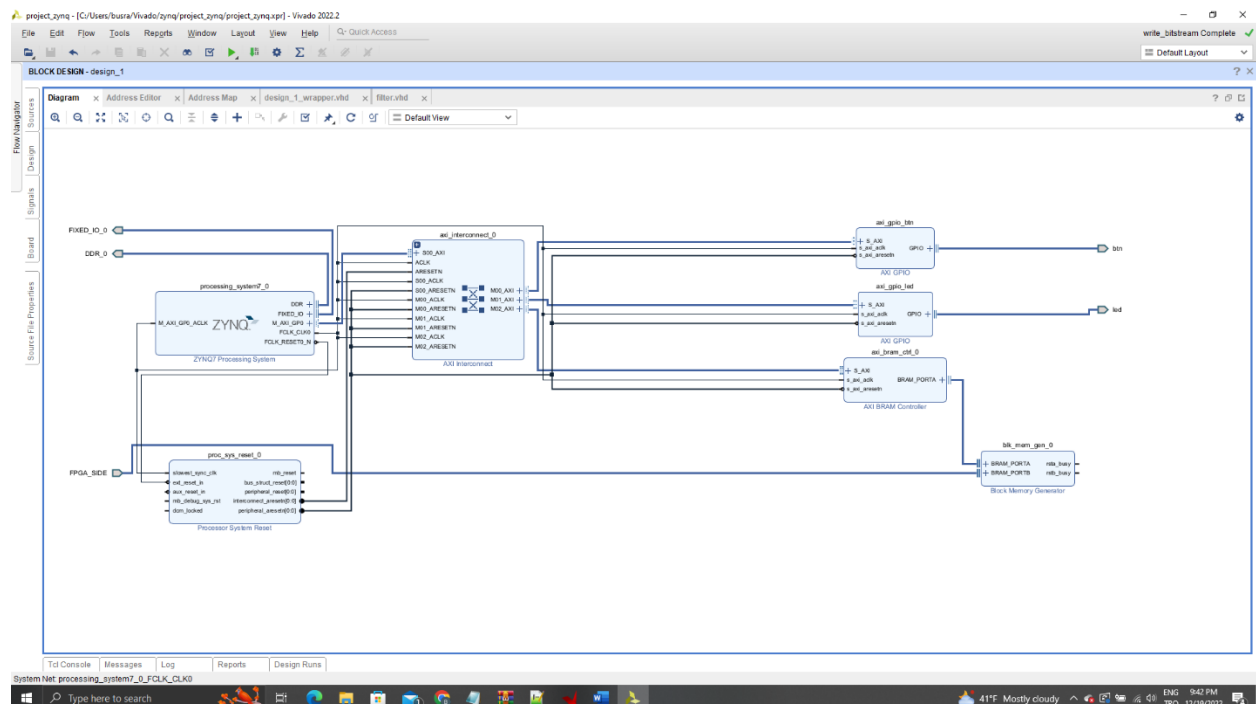 project_zynq - [C:/Users/busra/Vivado/zynq/project_zynq/project_zynq.xpr] - Vivado 2022.2
File Edit Flow Tools Reports Window Layout View Help Quick Access
write_bitstream Complete
Default Layout
BLOCK DESIGN - design_1
Flow Navigator
Sources
Design
Signals
Board
Source File Properties
Diagram Address Editor Address Map design_1_wrapper.vhd filter.vhd
Default View
FIXED_IO_0
DDR_0
processing_system7_0
M_AXI_GP0_ACLK
ZYNQ
DDR
FIXED_IO
M_AXI_GP0
FCLK_CLK0
FCLK_RESET0_N
ZYNQ7 Processing System
axi_interconnect_0
S00_AXI
ACLK
ARESETN
S00_ACLK
S00_ARESETN
M00_ACLK
M00_ARESETN
M01_ACLK
M01_ARESETN
M02_ACLK
M02_ARESETN
M00_AXI
M01_AXI
M02_AXI
AXI Interconnect
axi_gpio_btn
S_AXI
s_axi_aclk
s_axi_aresetn
GPIO
AXI GPIO
btn
axi_gpio_led
S_AXI
s_axi_aclk
s_axi_aresetn
GPIO
AXI GPIO
led
axi_bram_ctrl_0
S_AXI
s_axi_aclk
s_axi_aresetn
BRAM_PORTA
AXI BRAM Controller
FPGA_SIDE
proc_sys_reset_0
slowest_sync_clk
ext_reset_in
aux_reset_in
mb_debug_sys_rst
dcm_locked
mb_reset
bus_struct_reset[0:0]
peripheral_reset[0:0]
interconnect_aresetn[0:0]
peripheral_aresetn[0:0]
Processor System Reset
blk_mem_gen_0
BRAM_PORTA
BRAM_PORTB
rsta_busy
rstb_busy
Block Memory Generator
Tcl Console Messages Log Reports Design Runs
System Net: processing_system7_0_FCLK_CLK0
Type here to search
41°F Mostly cloudy
ENG 9:42 PM
TRQ 12/19/2022